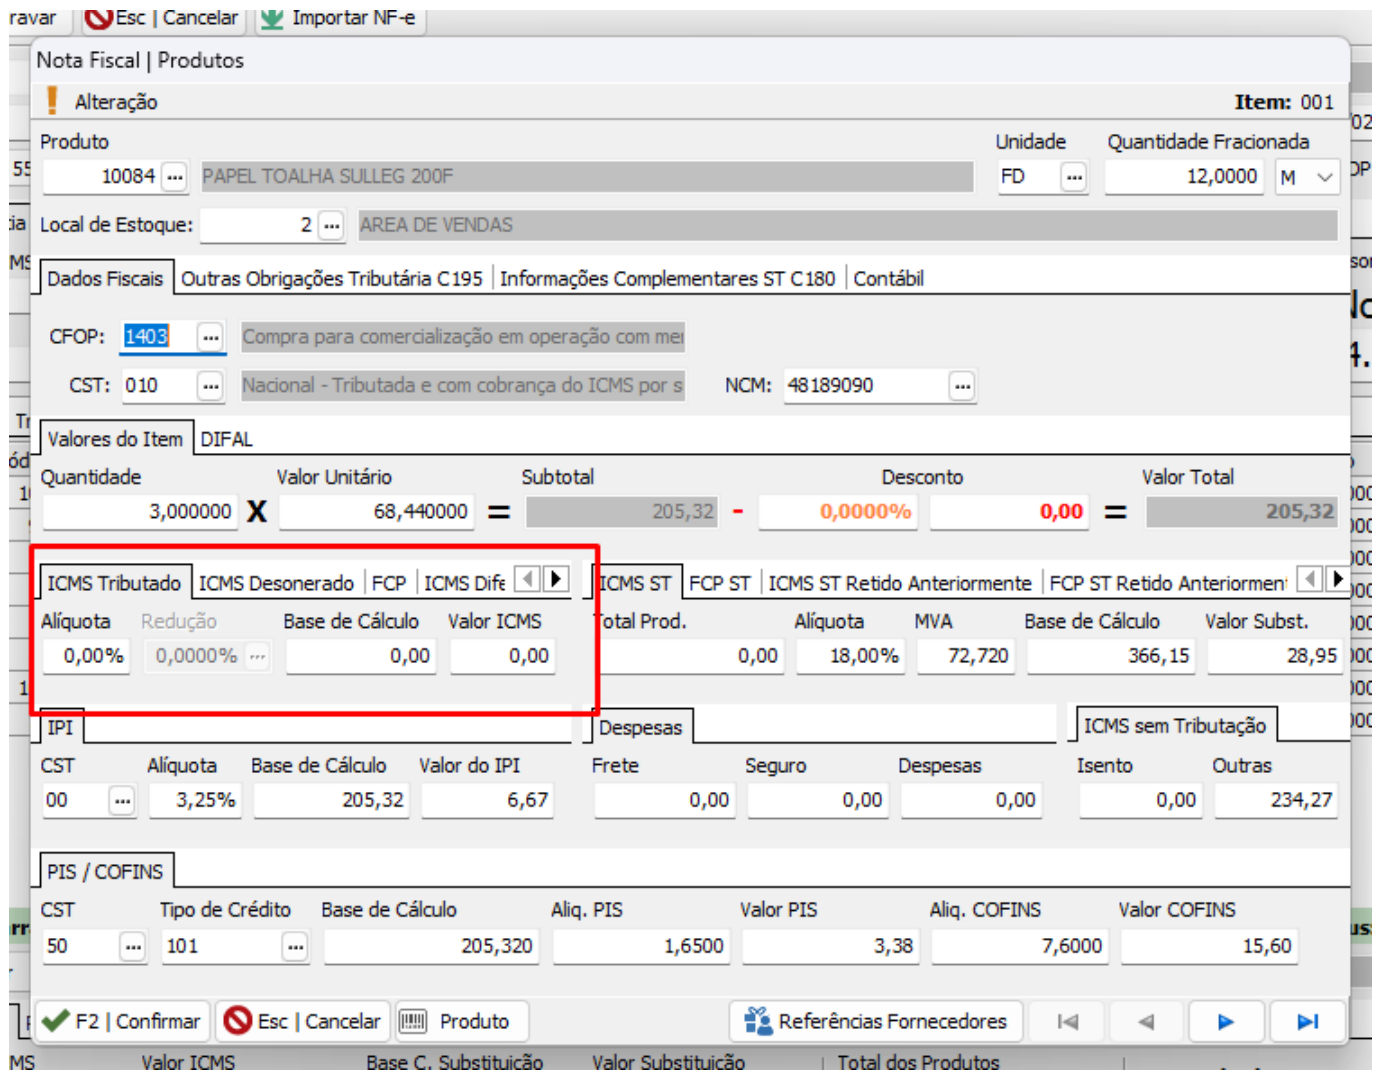 ravar Esc | Cancelar Importar NF-e
Nota Fiscal | Produtos
Alteração Item: 001
Produto Unidade Quantidade Fracionada
10084 ... PAPEL TOALHA SULLEG 200F FD ... 12,0000 M
Local de Estoque: 2 ... AREA DE VENDAS
Dados Fiscais Outras Obrigações Tributária C195 Informações Complementares ST C180 Contábil
CFOP: 1403 ... Compra para comercialização em operação com mer
CST: 010 ... Nacional - Tributada e com cobrança do ICMS por s NCM: 48189090 ...
Valores do Item DIFAL
Quantidade Valor Unitário Subtotal Desconto Valor Total
3,000000 X 68,440000 = 205,32 - 0,0000% 0,00 = 205,32
ICMS Tributado ICMS Desonerado FCP ICMS Dife ICMS ST FCP ST ICMS ST Retido Anteriormente FCP ST Retido Anteriormen
Alíquota Redução Base de Cálculo Valor ICMS Total Prod. Alíquota MVA Base de Cálculo Valor Subst.
0,00% 0,0000% ... 0,00 0,00 0,00 18,00% 72,720 366,15 28,95
IPI Despesas ICMS sem Tributação
CST Alíquota Base de Cálculo Valor do IPI Frete Seguro Despesas Isento Outras
00 ... 3,25% 205,32 6,67 0,00 0,00 0,00 0,00 234,27
PIS / COFINS
CST Tipo de Crédito Base de Cálculo Aliq. PIS Valor PIS Aliq. COFINS Valor COFINS
50 ... 101 ... 205,320 1,6500 3,38 7,6000 15,60
F2 | Confirmar Esc | Cancelar Produto Referências Fornecedores
MS Valor ICMS Base C. Substituição Valor Substituição Total dos Produtos